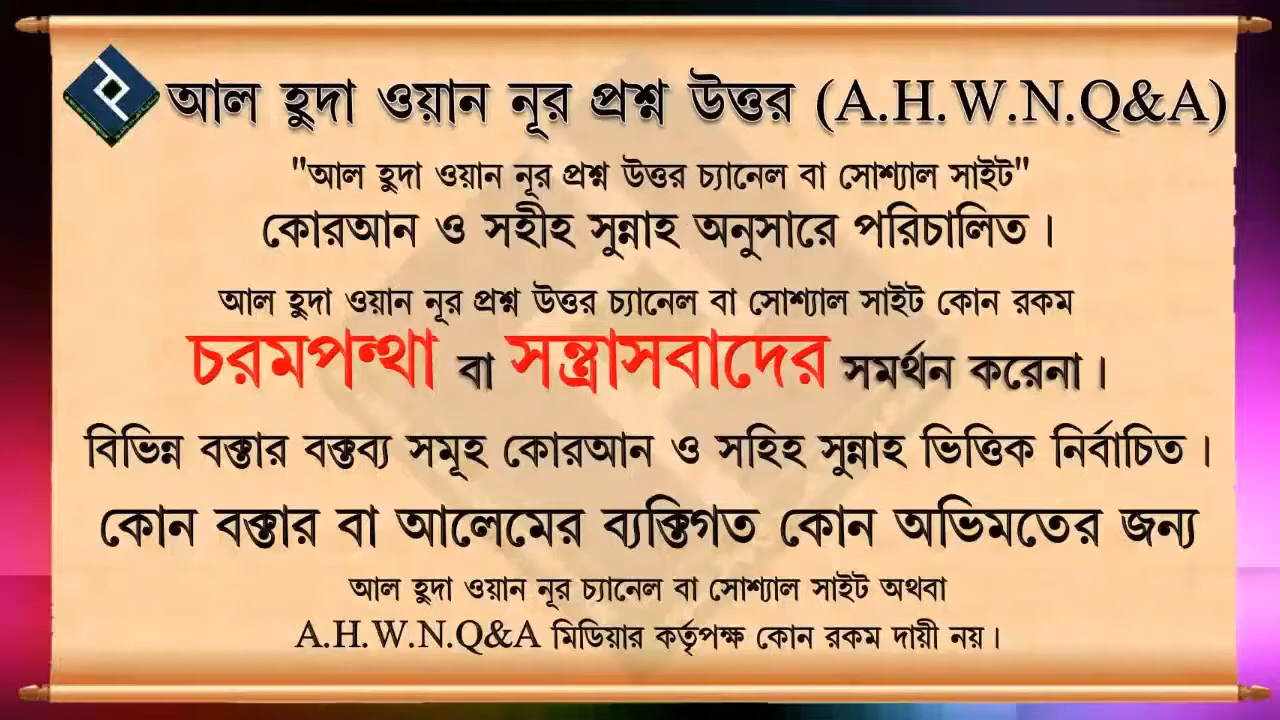 আল হুদা ওয়ান নূর প্রশ্ন উত্তর (A.H.W.N.Q&A)
"আল হুদা ওয়ান নূর প্রশ্ন উত্তর চ্যানেল বা সোশ্যাল সাইট"
কোরআন ও সহীহ সুন্নাহ অনুসারে পরিচালিত ।
আল হুদা ওয়ান নূর প্রশ্ন উত্তর চ্যানেল বা সোশ্যাল সাইট কোন রকম
চরমপন্থা বা সন্ত্রাসবাদের সমর্থন করেনা ।
বিভিন্ন বক্তার বক্তব্য সমূহ কোরআন ও সহিহ সুন্নাহ ভিত্তিক নির্বাচিত ।
কোন বক্তার বা আলেমের ব্যক্তিগত কোন অভিমতের জন্য
আল হুদা ওয়ান নূর চ্যানেল বা সোশ্যাল সাইট অথবা
A.H.W.N.Q&A মিডিয়ার কর্তৃপক্ষ কোন রকম দায়ী নয় ।